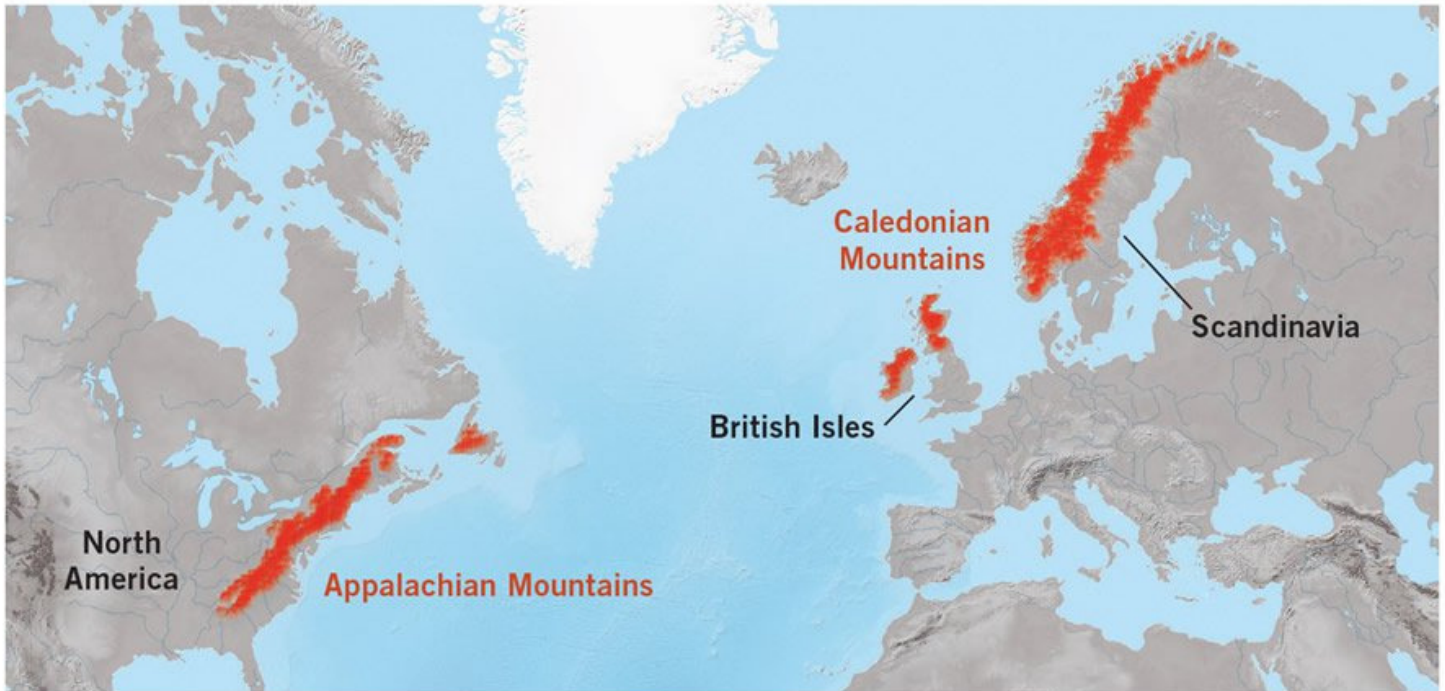 Caledonian
Mountains
Scandinavia
British Isles
North
America
Appalachian Mountains